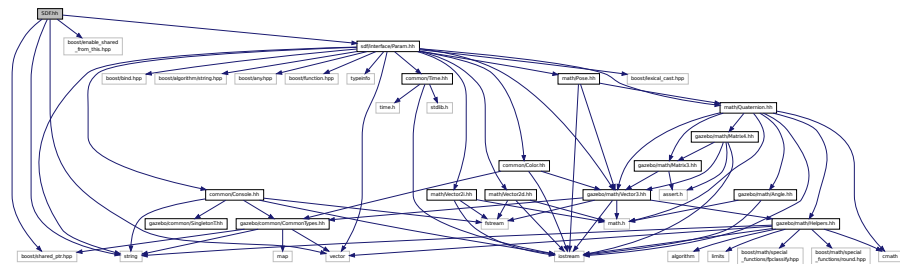 SDF.hh
boost/enable_shared
_from_this.hpp
sdf/interface/Param.hh
boost/bind.hpp
boost/algorithm/string.hpp
boost/any.hpp
boost/function.hpp
typeinfo
common/Time.hh
math/Pose.hh
boost/lexical_cast.hpp
time.h
stdlib.h
math/Quaternion.hh
gazebo/math/Matrix4.hh
common/Color.hh
gazebo/math/Matrix3.hh
common/Console.hh
math/Vector2i.hh
math/Vector2d.hh
gazebo/math/Vector3.hh
assert.h
gazebo/math/Angle.hh
gazebo/common/SingletonT.hh
gazebo/common/CommonTypes.hh
fstream
math.h
gazebo/math/Helpers.hh
boost/shared_ptr.hpp
string
map
vector
iostream
algorithm
limits
boost/math/special
_functions/fpclassify.hpp
boost/math/special
_functions/round.hpp
cmath